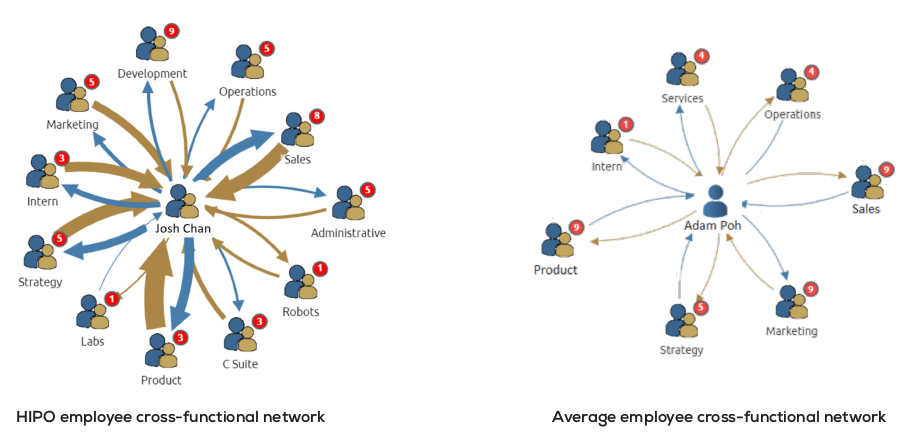 9
Development
5
Operations
5
Marketing
8
Sales
3
Intern
Josh Chan
5
Administrative
5
Strategy
1
Robots
1
Labs
3
C Suite
3
Product
HIPO employee cross-functional network
4
Services
4
Operations
1
Intern
9
Sales
Adam Poh
9
Product
9
Marketing
5
Strategy
Average employee cross-functional network